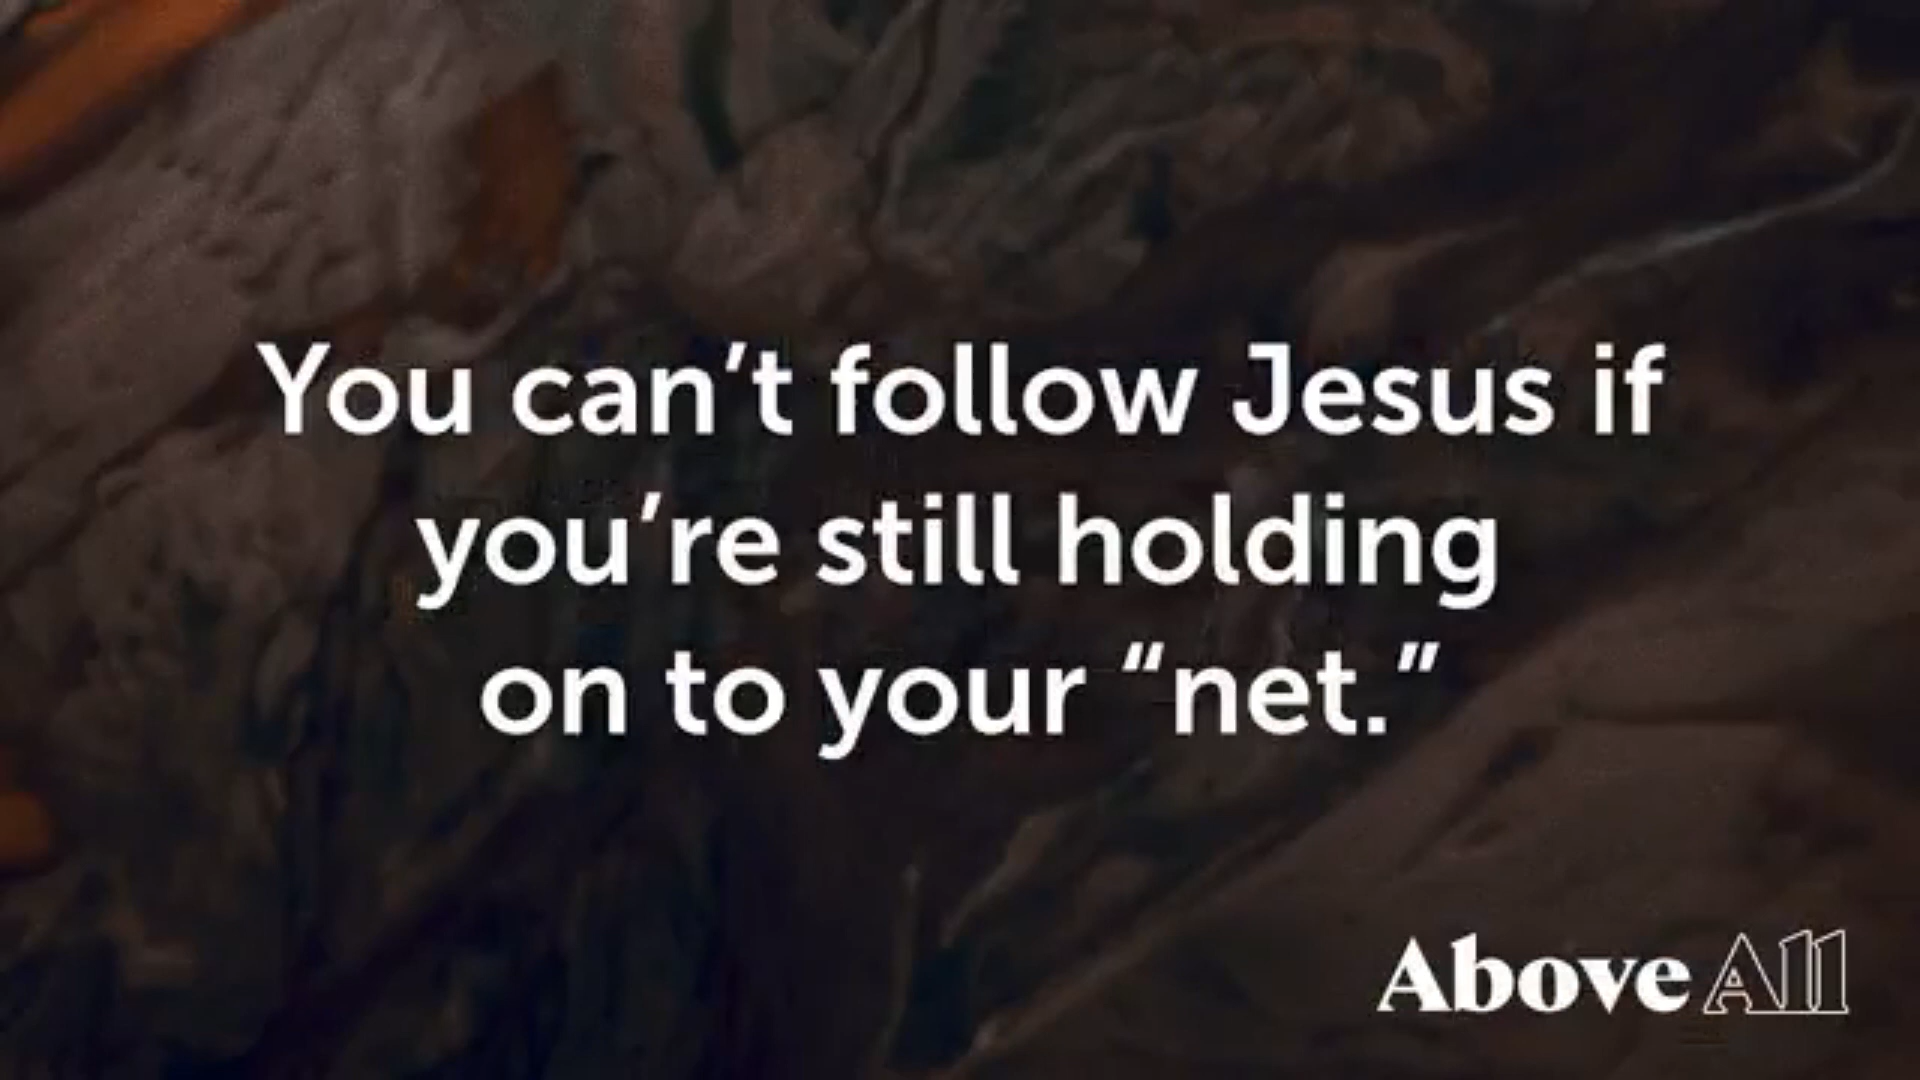 You can’t follow Jesus if
you’re still holding
on to your “net.”
Above All